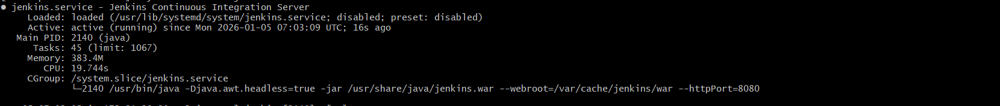 ● jenkins.service - Jenkins Continuous Integration Server
Loaded: loaded (/usr/lib/systemd/system/jenkins.service; disabled; preset: disabled)
Active: active (running) since Mon 2026-01-05 07:03:09 UTC; 16s ago
Main PID: 2140 (java)
Tasks: 45 (limit: 1067)
Memory: 383.4M
CPU: 19.744s
CGroup: /system.slice/jenkins.service
└─2140 /usr/bin/java -Djava.awt.headless=true -jar /usr/share/java/jenkins.war --webroot=/var/cache/jenkins/war --httpPort=8080